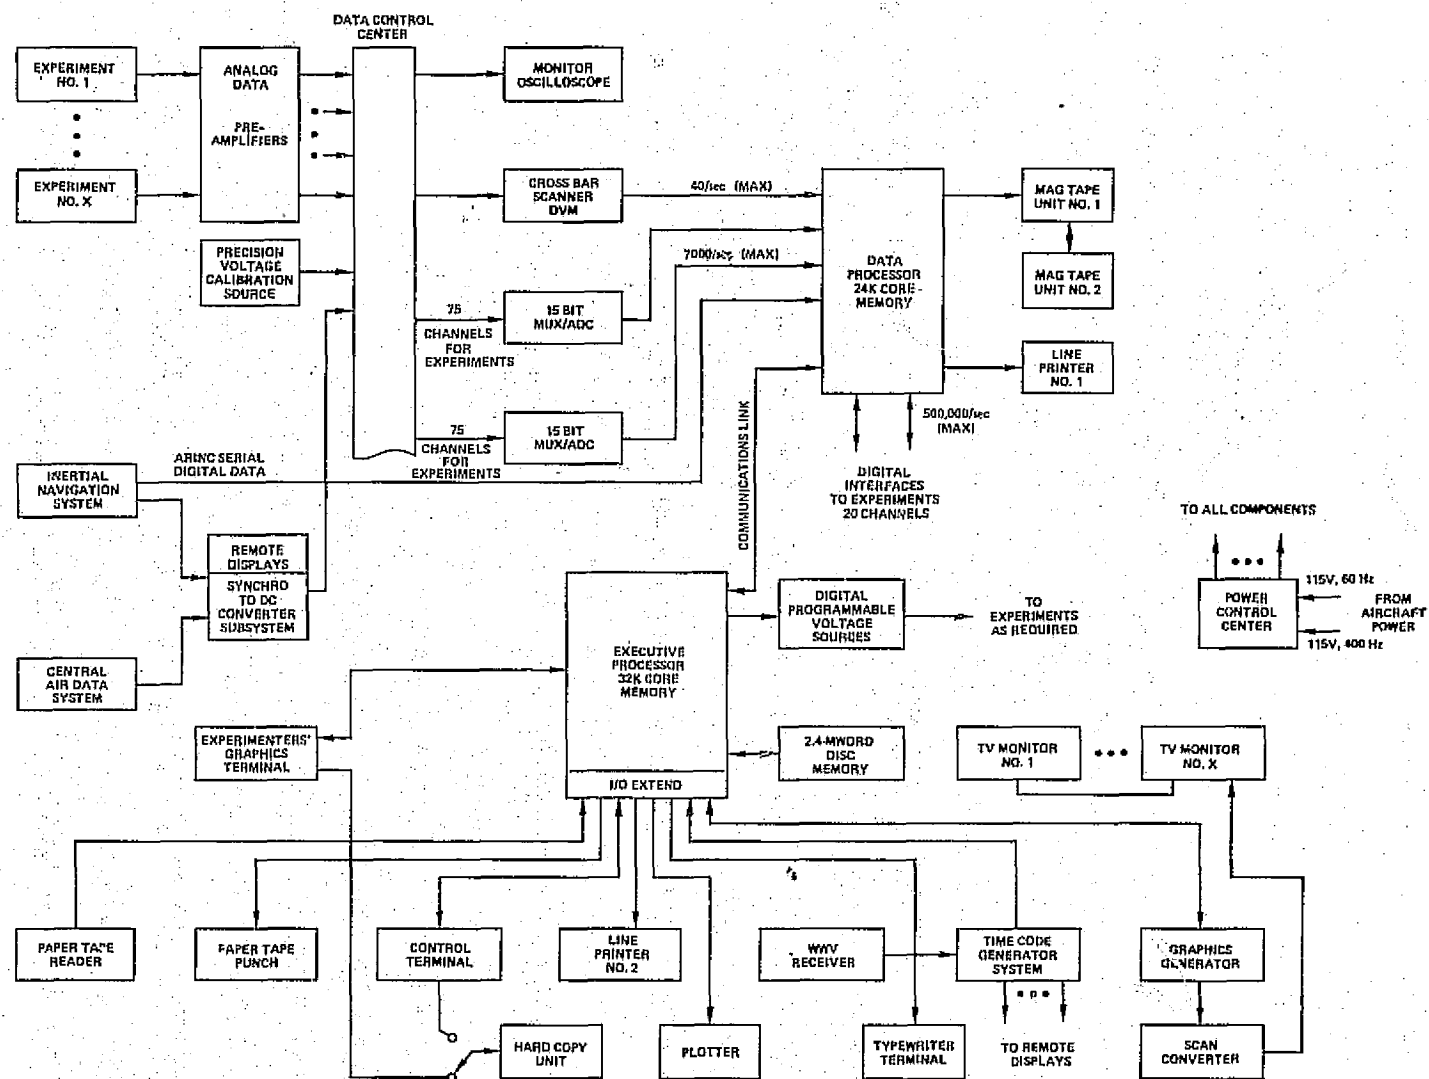 DATA CONTROL
CENTER
EXPERIMENT
NO. 1
ANALOG
DATA
PRE-
AMPLIFIERS
MONITOR
OSCILLOSCOPE
EXPERIMENT
NO. X
CROSS BAR
SCANNER
DVM
40/sec (MAX)
MAG TAPE
UNIT NO. 1
PRECISION
VOLTAGE
CALIBRATION
SOURCE
7000/sec (MAX)
DATA
PROCESSOR
24K CORE-
MEMORY
MAG TAPE
UNIT NO. 2
75
CHANNELS
FOR
EXPERIMENTS
15 BIT
MUX/ADC
LINE
PRINTER
NO. 1
75
CHANNELS
FOR
EXPERIMENTS
15 BIT
MUX/ADC
COMMUNICATIONS LINK
500,000/sec
(MAX)
DIGITAL
INTERFACES
TO EXPERIMENTS
20 CHANNELS
ARINC SERIAL
DIGITAL DATA
INERTIAL
NAVIGATION
SYSTEM
REMOTE
DISPLAYS
SYNCHRO
TO DC
CONVERTER
SUBSYSTEM
CENTRAL
AIR DATA
SYSTEM
TO ALL COMPONENTS
POWER
CONTROL
CENTER
115V, 60 Hz
FROM
AIRCRAFT
POWER
115V, 400 Hz
EXECUTIVE
PROCESSOR
32K CORE
MEMORY
DIGITAL
PROGRAMMABLE
VOLTAGE
SOURCES
TO
EXPERIMENTS
AS REQUIRED
EXPERIMENTERS'
GRAPHICS
TERMINAL
I/O EXTEND
2.4-MWORD
DISC
MEMORY
TV MONITOR
NO. 1
TV MONITOR
NO. X
PAPER TAPE
READER
PAPER TAPE
PUNCH
CONTROL
TERMINAL
LINE
PRINTER
NO. 2
WWV
RECEIVER
TIME CODE
GENERATOR
SYSTEM
GRAPHICS
GENERATOR
HARD COPY
UNIT
PLOTTER
TYPEWRITER
TERMINAL
TO REMOTE
DISPLAYS
SCAN
CONVERTER